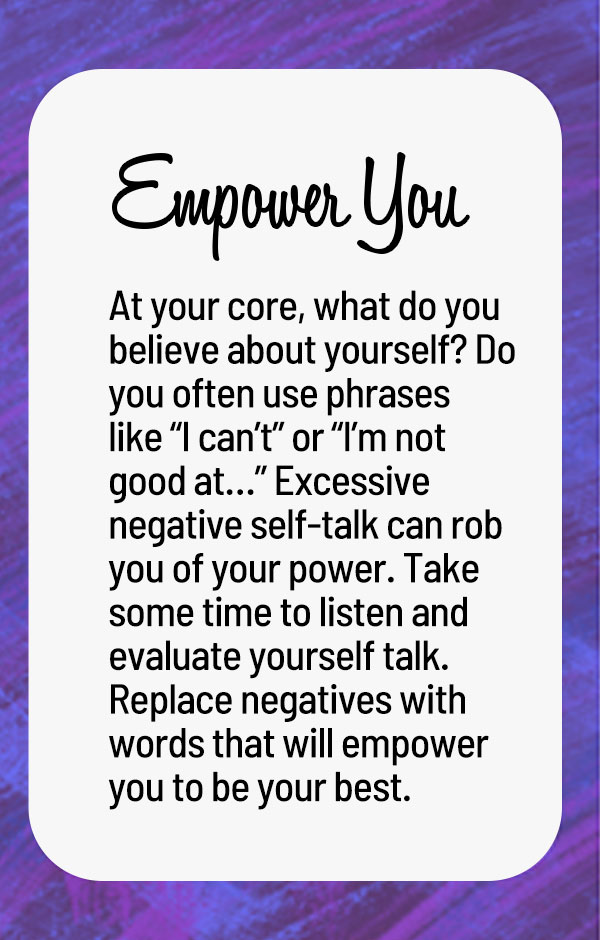 Empower You
At your core, what do you
believe about yourself? Do
you often use phrases
like “I can’t” or “I’m not
good at...” Excessive
negative self-talk can rob
you of your power. Take
some time to listen and
evaluate yourself talk.
Replace negatives with
words that will empower
you to be your best.